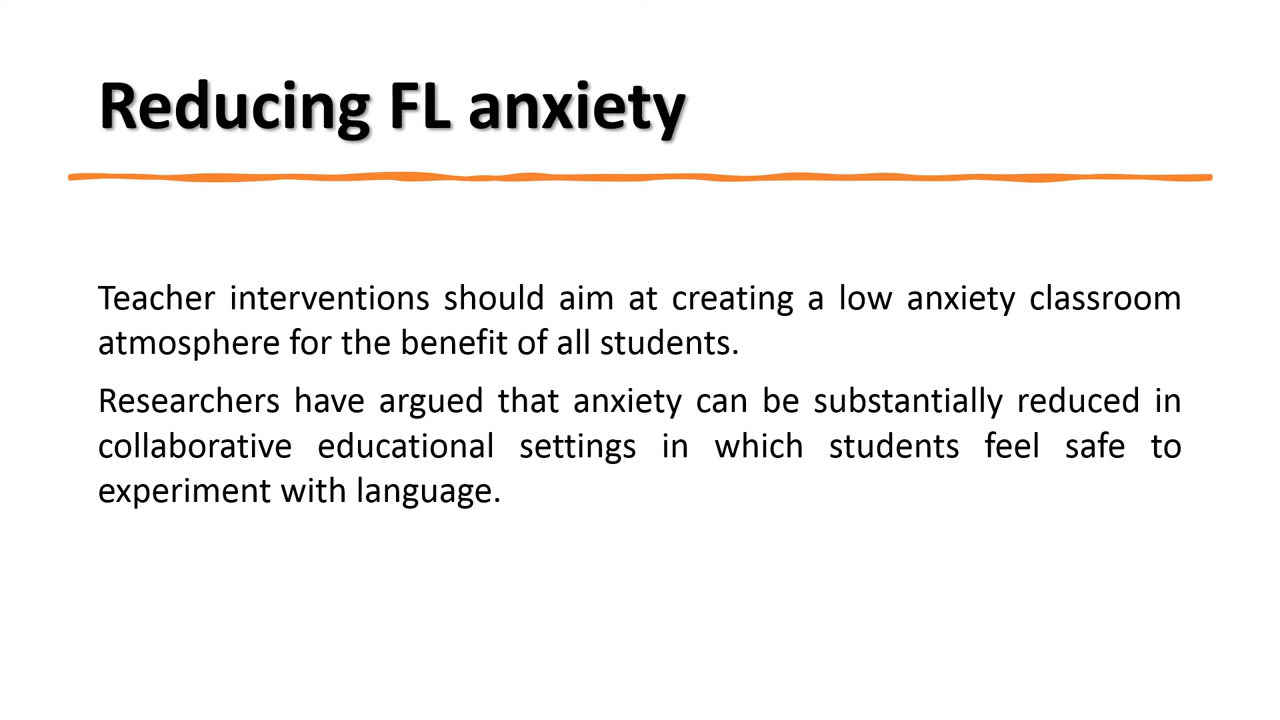 Reducing FL anxiety
Teacher interventions should aim at creating a low anxiety classroom
atmosphere for the benefit of all students.
Researchers have argued that anxiety can be substantially reduced in
collaborative educational settings in which students feel safe to
experiment with language.